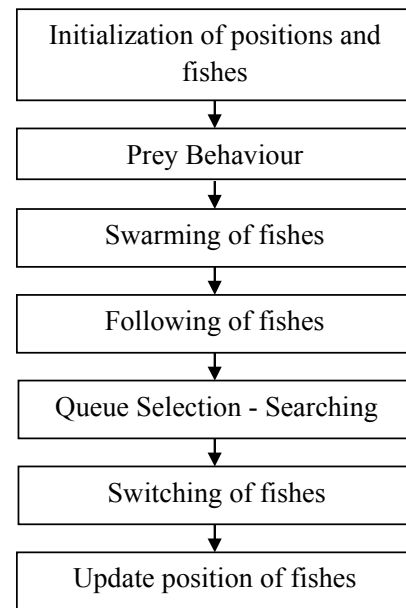 Initialization of positions and
fishes
Prey Behaviour
Swarming of fishes
Following of fishes
Queue Selection - Searching
Switching of fishes
Update position of fishes